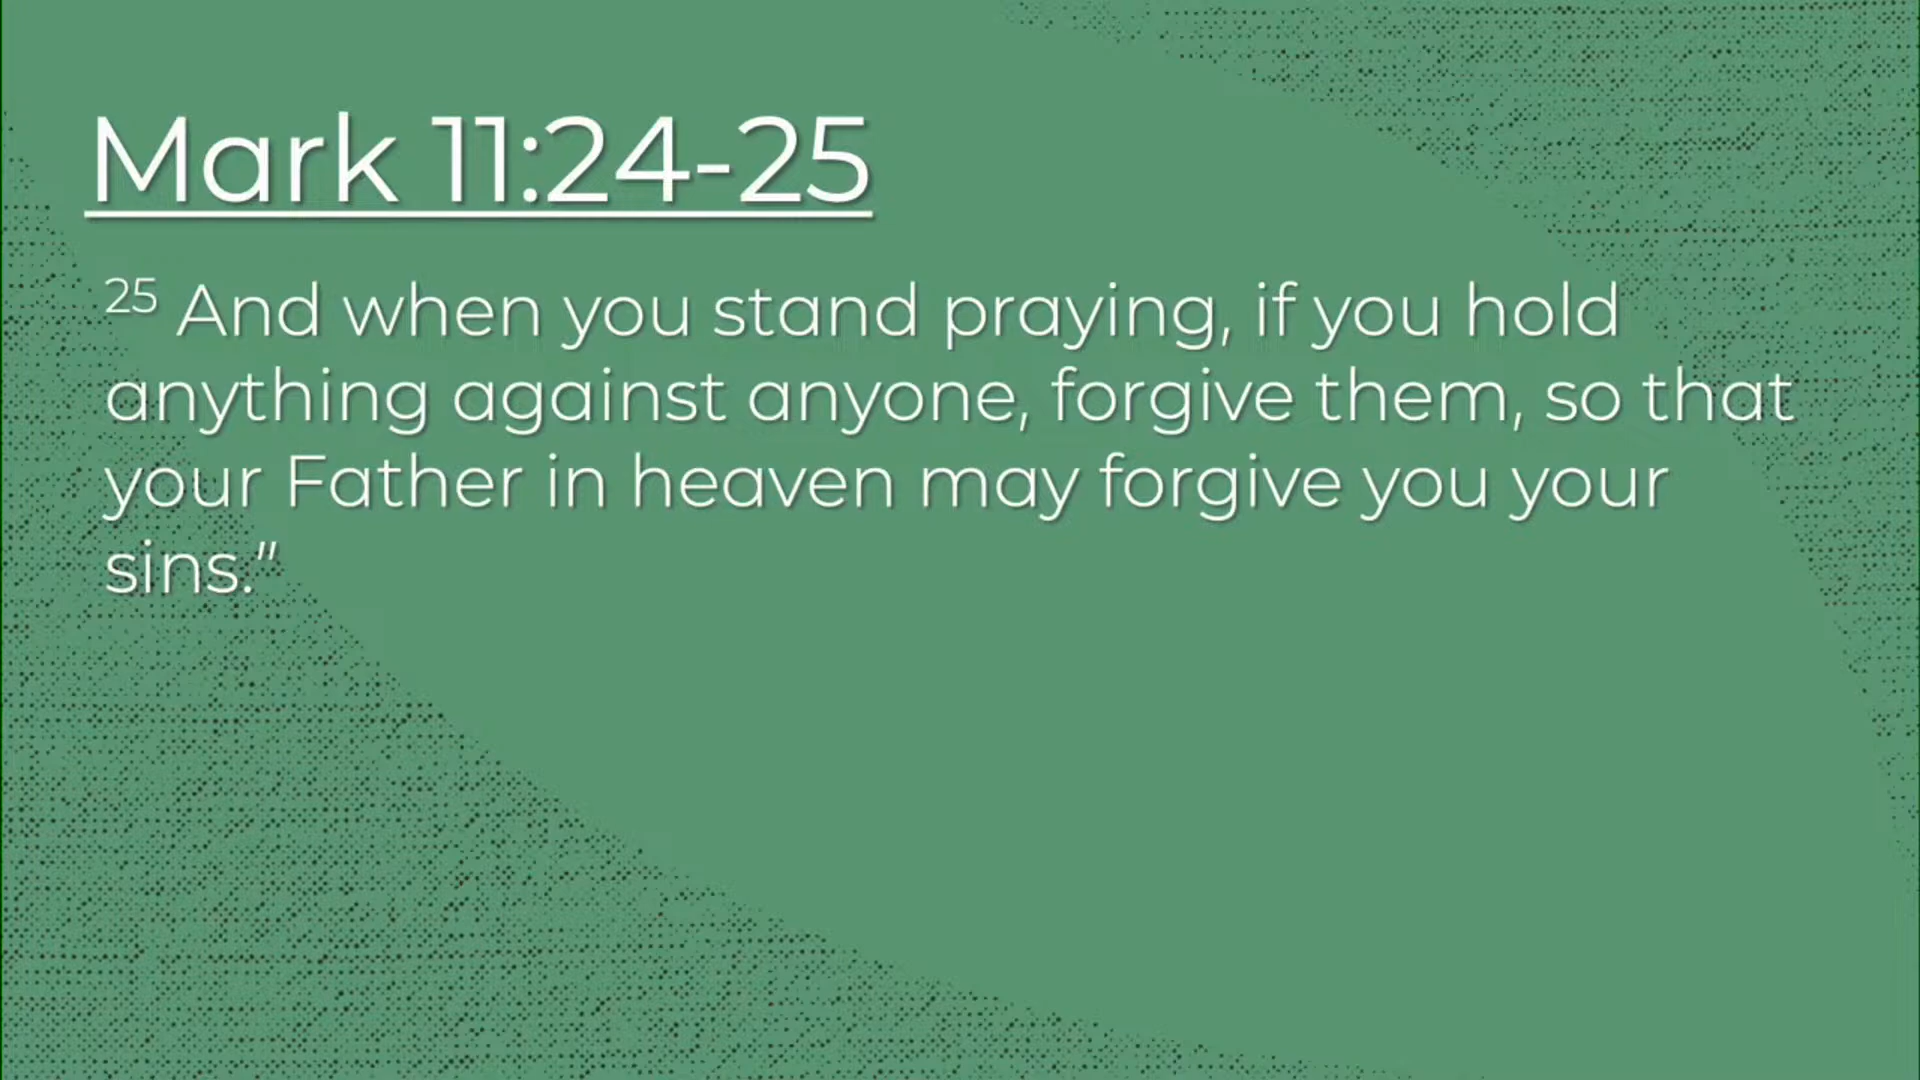 Mark 11:24-25
25 And when you stand praying, if you hold
anything against anyone, forgive them, so that
your Father in heaven may forgive you your
sins."